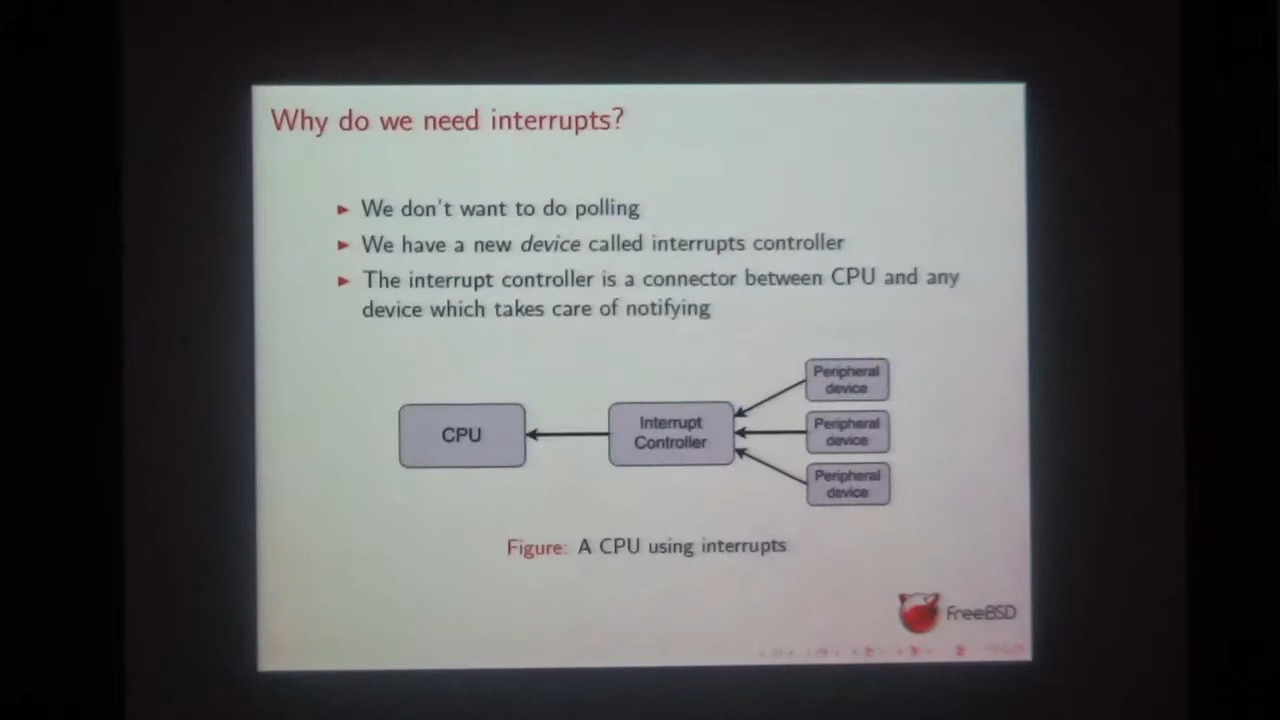 Why do we need interrupts?
We don't want to do polling
We have a new device called interrupts controller
The interrupt controller is a connector between CPU and any
device which takes care of notifying
CPU
Interrupt
Controller
Peripheral
device
Peripheral
device
Peripheral
device
Figure: A CPU using interrupts
FreeBSD